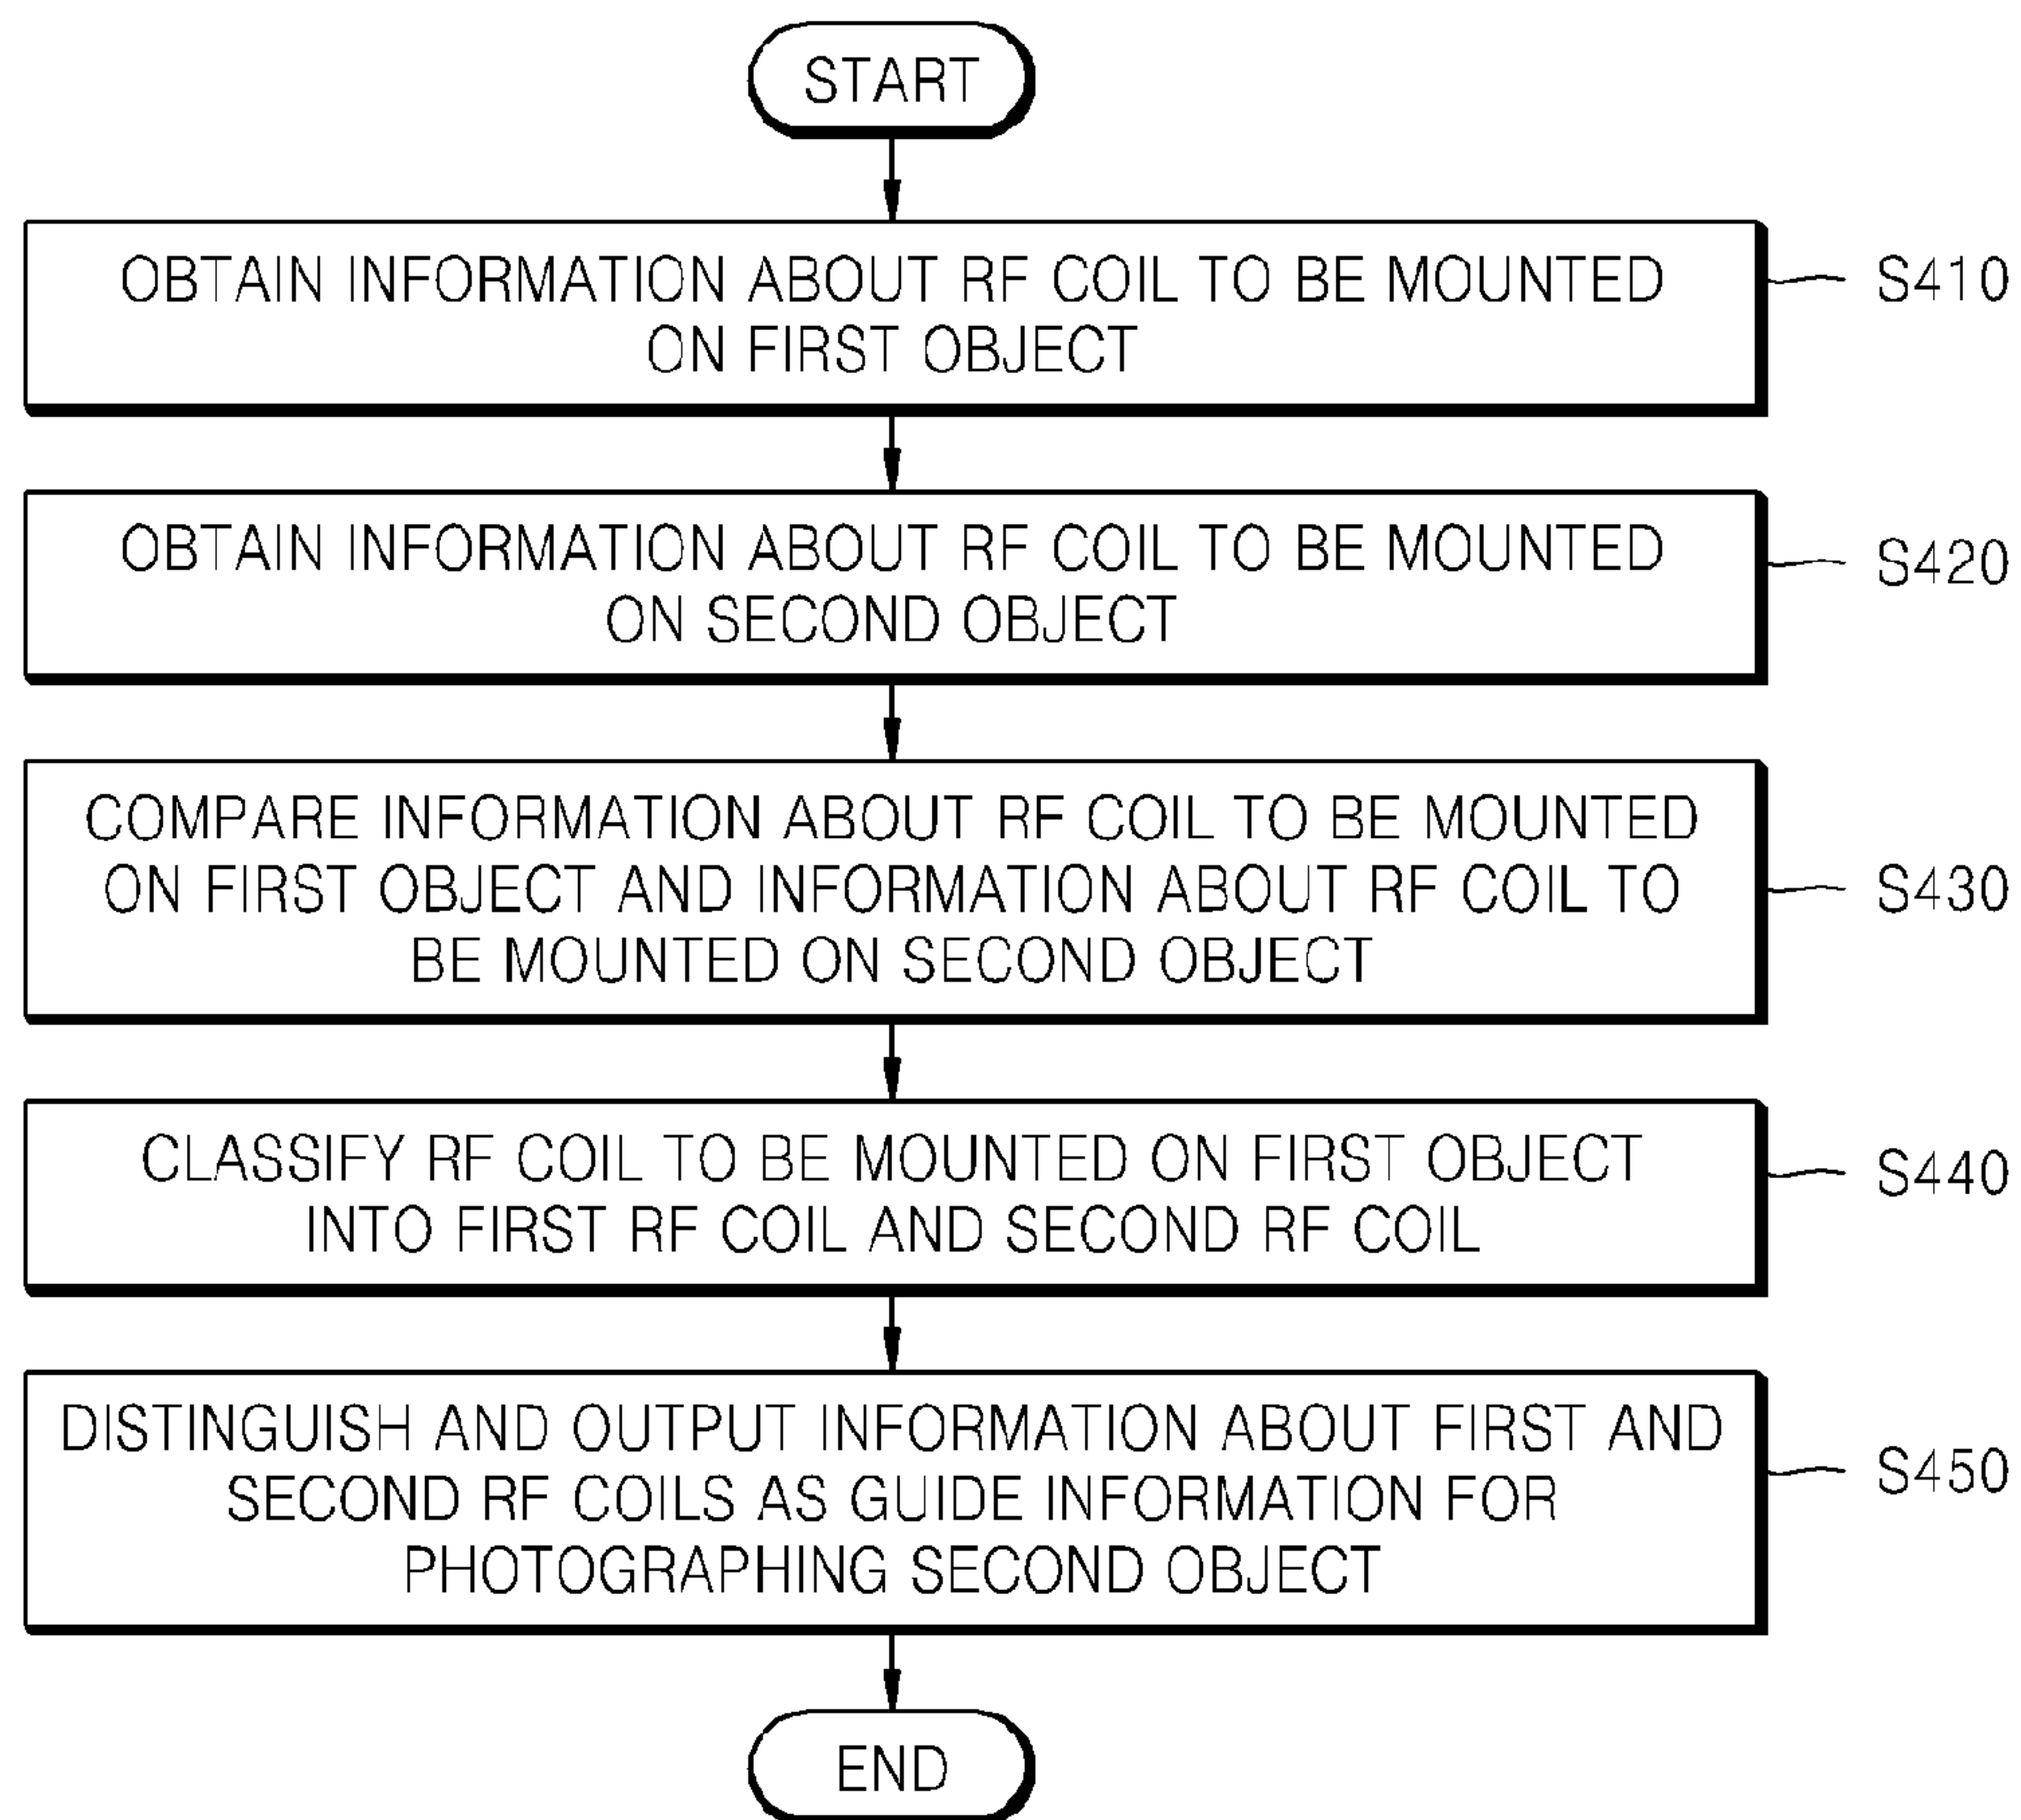 START
OBTAIN INFORMATION ABOUT RF COIL TO BE MOUNTED
ON FIRST OBJECT
S410
OBTAIN INFORMATION ABOUT RF COIL TO BE MOUNTED
ON SECOND OBJECT
S420
COMPARE INFORMATION ABOUT RF COIL TO BE MOUNTED
ON FIRST OBJECT AND INFORMATION ABOUT RF COIL TO
BE MOUNTED ON SECOND OBJECT
S430
CLASSIFY RF COIL TO BE MOUNTED ON FIRST OBJECT
INTO FIRST RF COIL AND SECOND RF COIL
S440
DISTINGUISH AND OUTPUT INFORMATION ABOUT FIRST AND
SECOND RF COILS AS GUIDE INFORMATION FOR
PHOTOGRAPHING SECOND OBJECT
S450
END